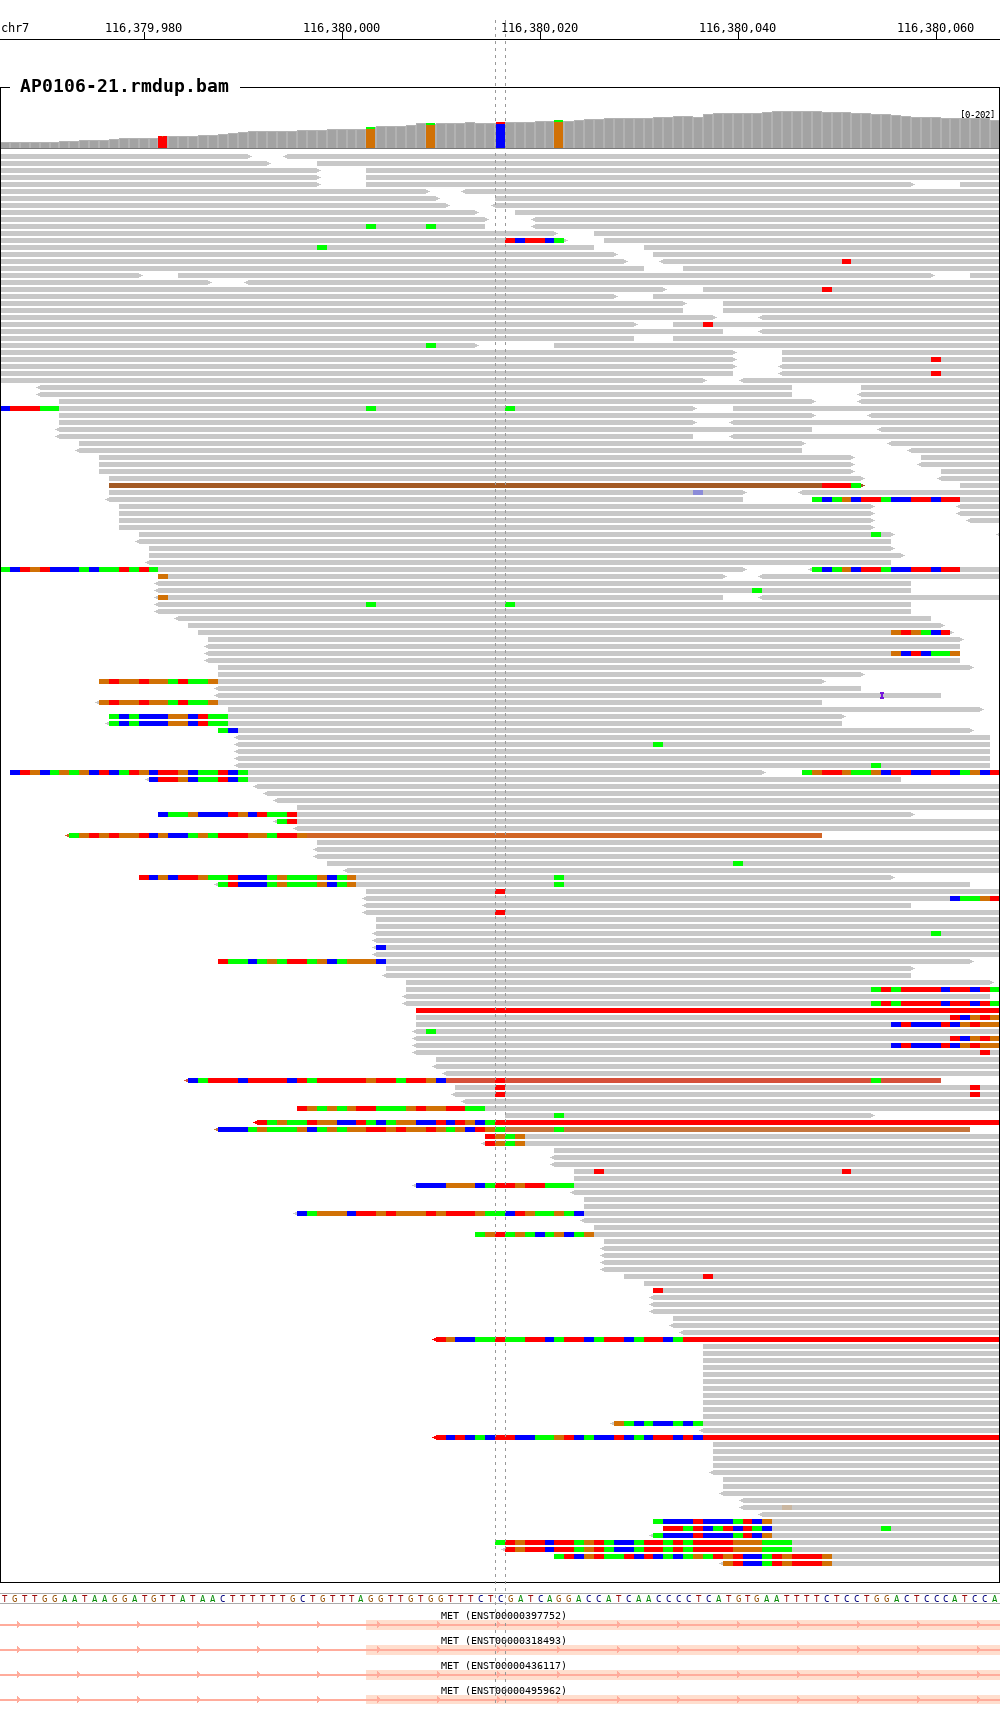 chr7 116,379,980 116,380,000 116,380,020 116,380,040 116,380,060
AP0106-21.rmdup.bam
[0-202]
TGTTGGAATAAGGATGTTATAACTTTTTTGCTGTTTAGGTTGTGGTTTCTCGATCAGGACCATCAACCCCTCATGTGAATTTTCTCCTGGACTCCCATCCA
MET (ENST00000397752)
MET (ENST00000318493)
MET (ENST00000436117)
MET (ENST00000495962)